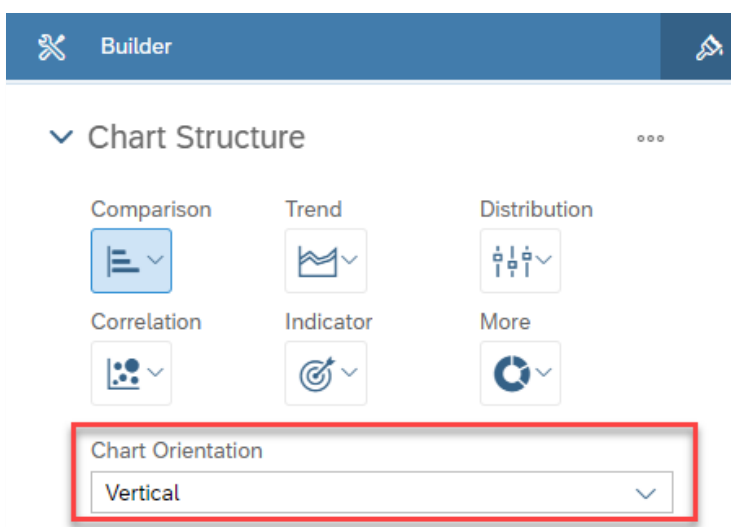 Builder
Chart Structure
Comparison Trend Distribution
Correlation Indicator More
Chart Orientation
Vertical